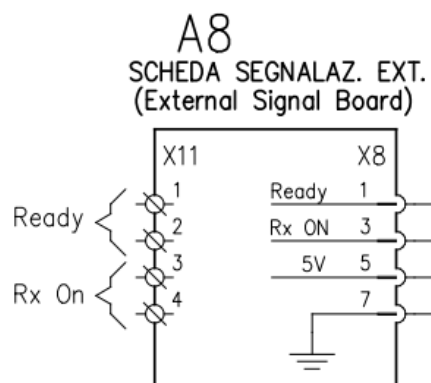 A8
SCHEDA SEGNALAZ. EXT.
(External Signal Board)
X11 X8
1 Ready 1
Ready
2 Rx ON 3
3 5V 5
Rx On
4 7